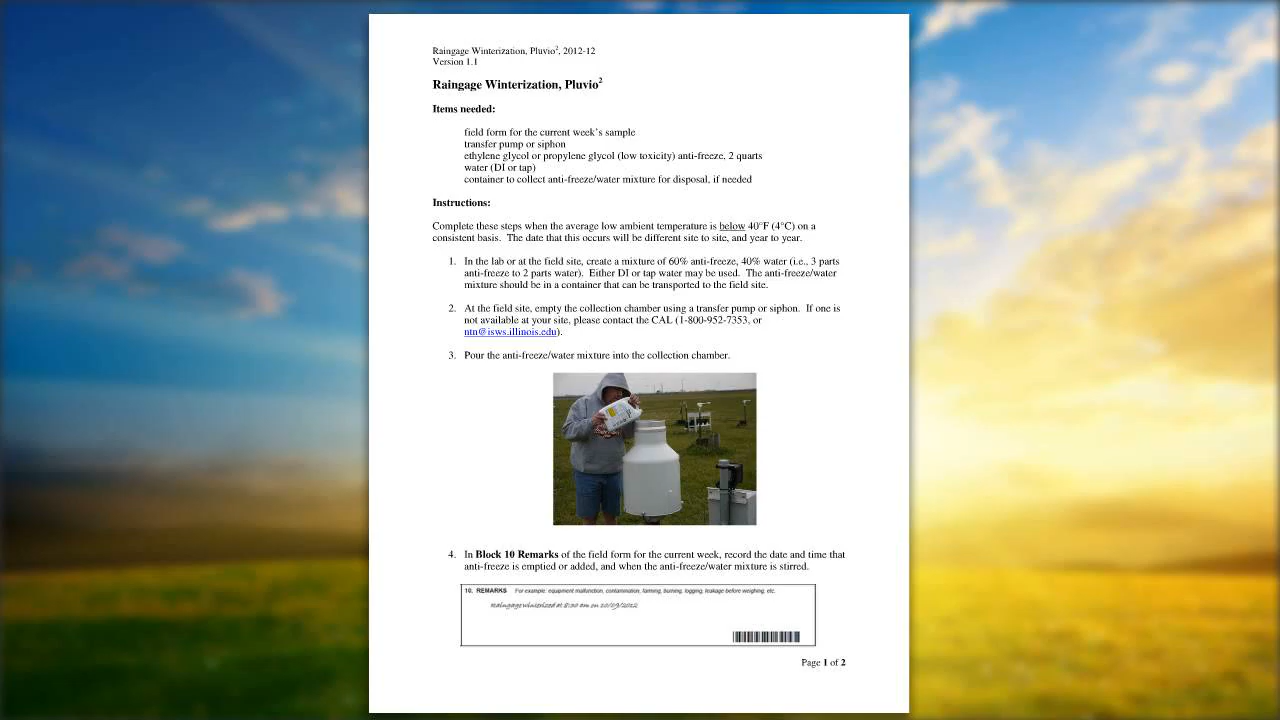 Raingage Winterization, Pluvio², 2012-12
Version 1.1
Raingage Winterization, Pluvio²
Items needed:
field form for the current week's sample
transfer pump or siphon
ethylene glycol or propylene glycol (low toxicity) anti-freeze, 2 quarts
water (DI or tap)
container to collect anti-freeze/water mixture for disposal, if needed
Instructions:
Complete these steps when the average low ambient temperature is below 40°F (4°C) on a
consistent basis. The date that this occurs will be different site to site, and year to year.
1. In the lab or at the field site, create a mixture of 60% anti-freeze, 40% water (i.e., 3 parts
anti-freeze to 2 parts water). Either DI or tap water may be used. The anti-freeze/water
mixture should be in a container that can be transported to the field site.
2. At the field site, empty the collection chamber using a transfer pump or siphon. If one is
not available at your site, please contact the CAL (1-800-952-7353, or
ntn@isws.illinois.edu).
3. Pour the anti-freeze/water mixture into the collection chamber.
4. In Block 10 Remarks of the field form for the current week, record the date and time that
anti-freeze is emptied or added, and when the anti-freeze/water mixture is stirred.
10. REMARKS For example: equipment malfunction, contamination, farming, burning, logging, leakage before weighing, etc.
Raingage winterized at 8:30 am on 10/09/2012
Page 1 of 2